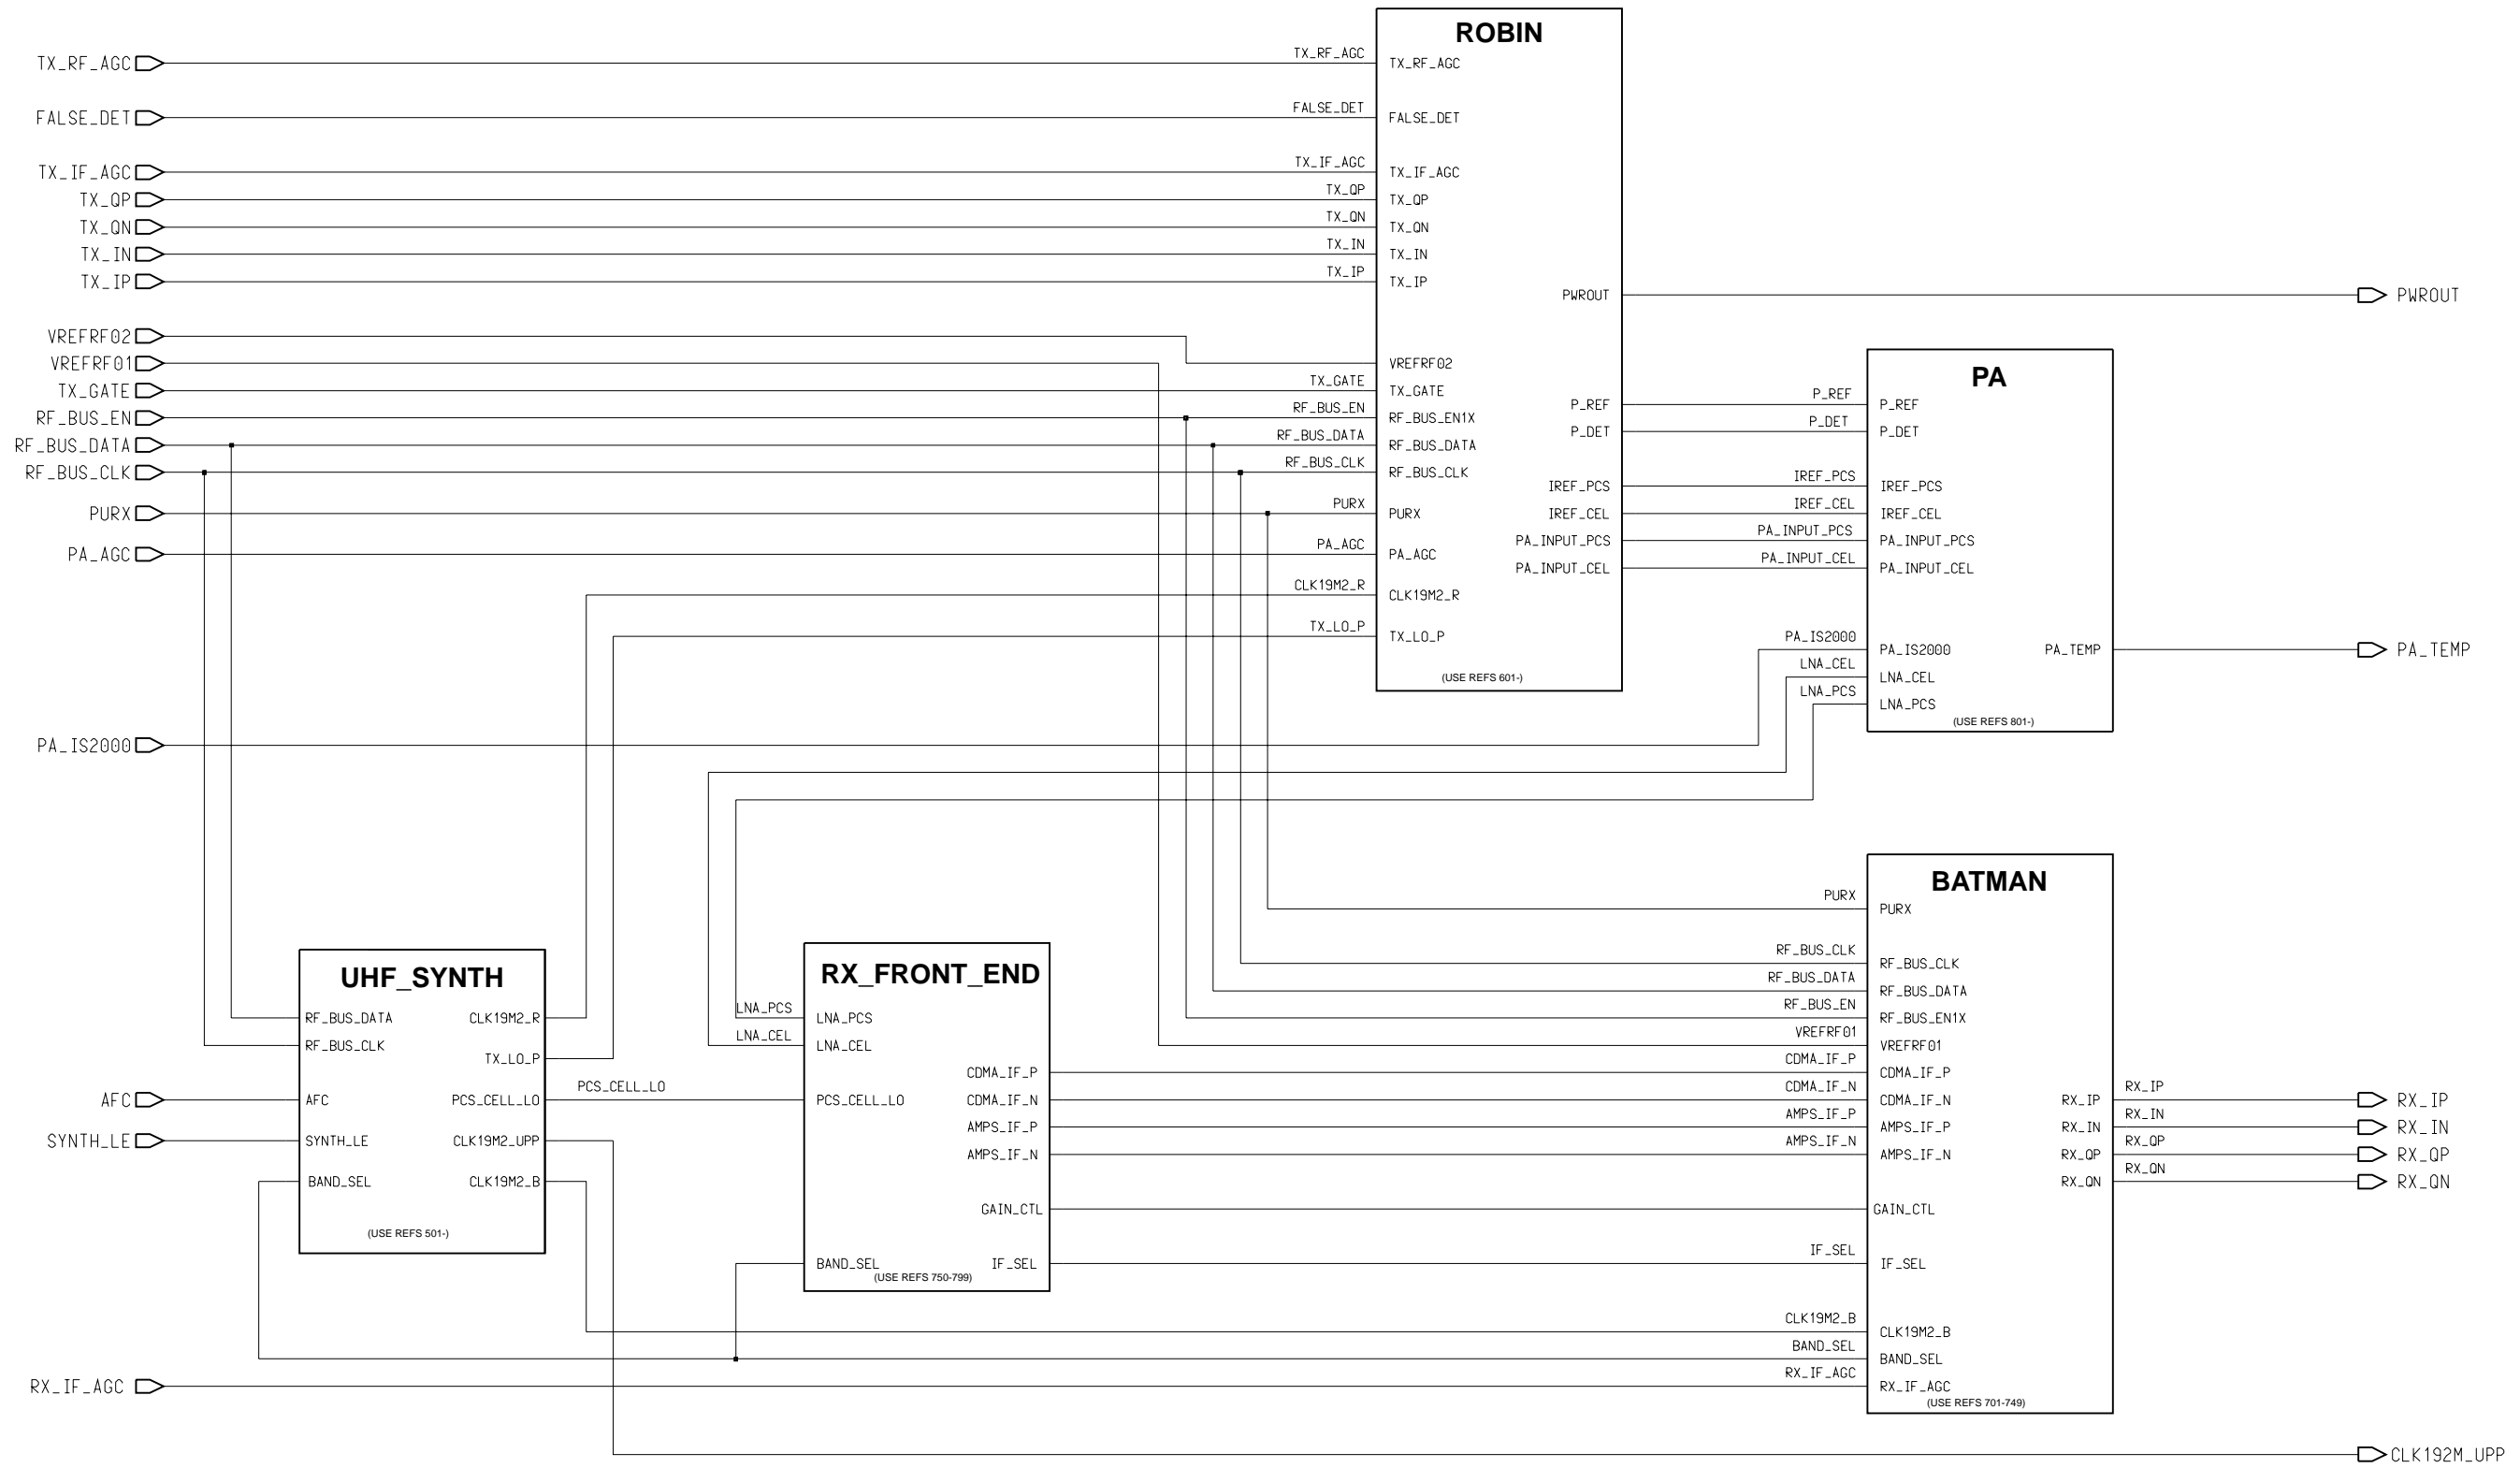 ROBIN
TX_RF_AGC TX_RF_AGC TX_RF_AGC
FALSE_DET FALSE_DET FALSE_DET
TX_IF_AGC TX_IF_AGC TX_IF_AGC
TX_QP TX_QP TX_QP
TX_QN TX_QN TX_QN
TX_IN TX_IN TX_IN
TX_IP TX_IP TX_IP
PWROUT PWROUT
VREFRF02
VREFRF01 VREFRF02
TX_GATE TX_GATE TX_GATE
RF_BUS_EN RF_BUS_EN RF_BUS_EN1X
RF_BUS_DATA RF_BUS_DATA RF_BUS_DATA
RF_BUS_CLK RF_BUS_CLK RF_BUS_CLK
PURX PURX PURX
PA_AGC PA_AGC PA_AGC
CLK19M2_R CLK19M2_R
TX_LO_P TX_LO_P
(USE REFS 601-)
P_REF
P_DET
IREF_PCS
IREF_CEL
PA_INPUT_PCS
PA_INPUT_CEL
PA
P_REF P_REF
P_DET P_DET
IREF_PCS IREF_PCS
IREF_CEL IREF_CEL
PA_INPUT_PCS PA_INPUT_PCS
PA_INPUT_CEL PA_INPUT_CEL
PA_IS2000 PA_IS2000 PA_TEMP PA_TEMP
LNA_CEL LNA_CEL
LNA_PCS LNA_PCS
(USE REFS 801-)
PA_IS2000
UHF_SYNTH
RF_BUS_DATA CLK19M2_R
RF_BUS_CLK
TX_LO_P
AFC AFC PCS_CELL_LO PCS_CELL_LO
SYNTH_LE SYNTH_LE CLK19M2_UPP
BAND_SEL CLK19M2_B
(USE REFS 501-)
RX_FRONT_END
LNA_PCS LNA_PCS
LNA_CEL LNA_CEL
CDMA_IF_P
PCS_CELL_LO CDMA_IF_N
AMPS_IF_P
AMPS_IF_N
GAIN_CTL
BAND_SEL IF_SEL
(USE REFS 750-799)
BATMAN
PURX PURX
RF_BUS_CLK RF_BUS_CLK
RF_BUS_DATA RF_BUS_DATA
RF_BUS_EN RF_BUS_EN1X
VREFRF01 VREFRF01
CDMA_IF_P CDMA_IF_P
CDMA_IF_N CDMA_IF_N RX_IP RX_IP RX_IP
AMPS_IF_P AMPS_IF_P RX_IN RX_IN RX_IN
AMPS_IF_N AMPS_IF_N RX_QP RX_QP RX_QP
RX_QN RX_QN RX_QN
GAIN_CTL
IF_SEL IF_SEL
CLK19M2_B CLK19M2_B
BAND_SEL BAND_SEL
RX_IF_AGC RX_IF_AGC RX_IF_AGC
(USE REFS 701-749)
CLK192M_UPP